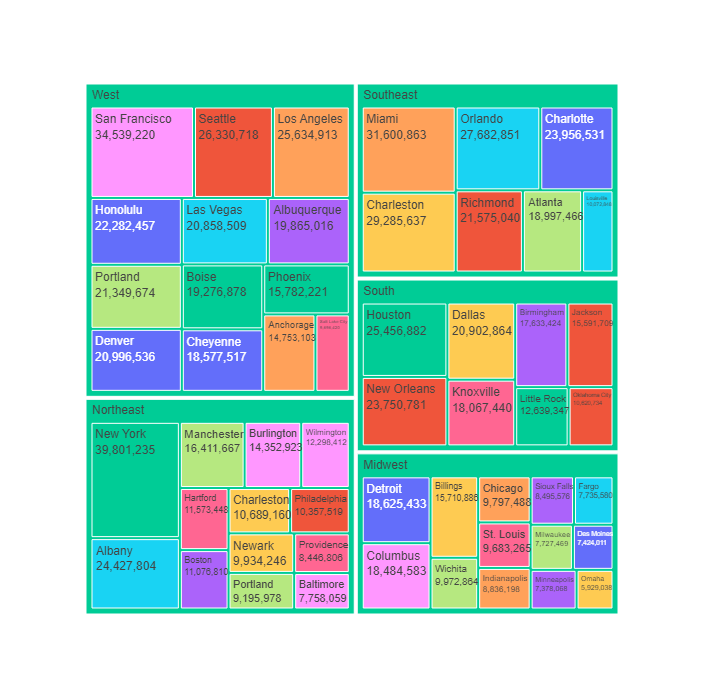 West
San Francisco
34,539,220
Seattle
26,330,718
Los Angeles
25,634,913
Honolulu
22,282,457
Las Vegas
20,858,509
Albuquerque
19,865,016
Portland
21,349,674
Boise
19,276,878
Phoenix
15,782,221
Denver
20,996,536
Cheyenne
18,577,517
Anchorage
14,753,103
Salt Lake City
Southeast
Miami
31,600,863
Orlando
27,682,851
Charlotte
23,956,531
Charleston
29,285,637
Richmond
21,575,040
Atlanta
18,997,466
Louisville
South
Houston
25,456,882
Dallas
20,902,864
Birmingham
17,633,424
Jackson
15,591,709
New Orleans
23,750,781
Knoxville
18,067,440
Little Rock
12,639,347
Oklahoma City
Northeast
New York
39,801,235
Manchester
16,411,667
Burlington
14,352,923
Wilmington
12,298,412
Hartford
11,573,448
Charleston
10,689,160
Philadelphia
10,357,519
Albany
24,427,804
Boston
11,076,810
Newark
9,934,246
Providence
8,446,806
Portland
9,195,978
Baltimore
7,758,059
Midwest
Detroit
18,625,433
Billings
15,710,886
Chicago
9,797,488
Sioux Falls
8,495,576
Fargo
7,735,580
St. Louis
9,683,265
Milwaukee
7,727,469
Des Moines
7,424,011
Columbus
18,484,583
Wichita
9,972,864
Indianapolis
8,836,198
Minneapolis
7,378,068
Omaha
5,929,038